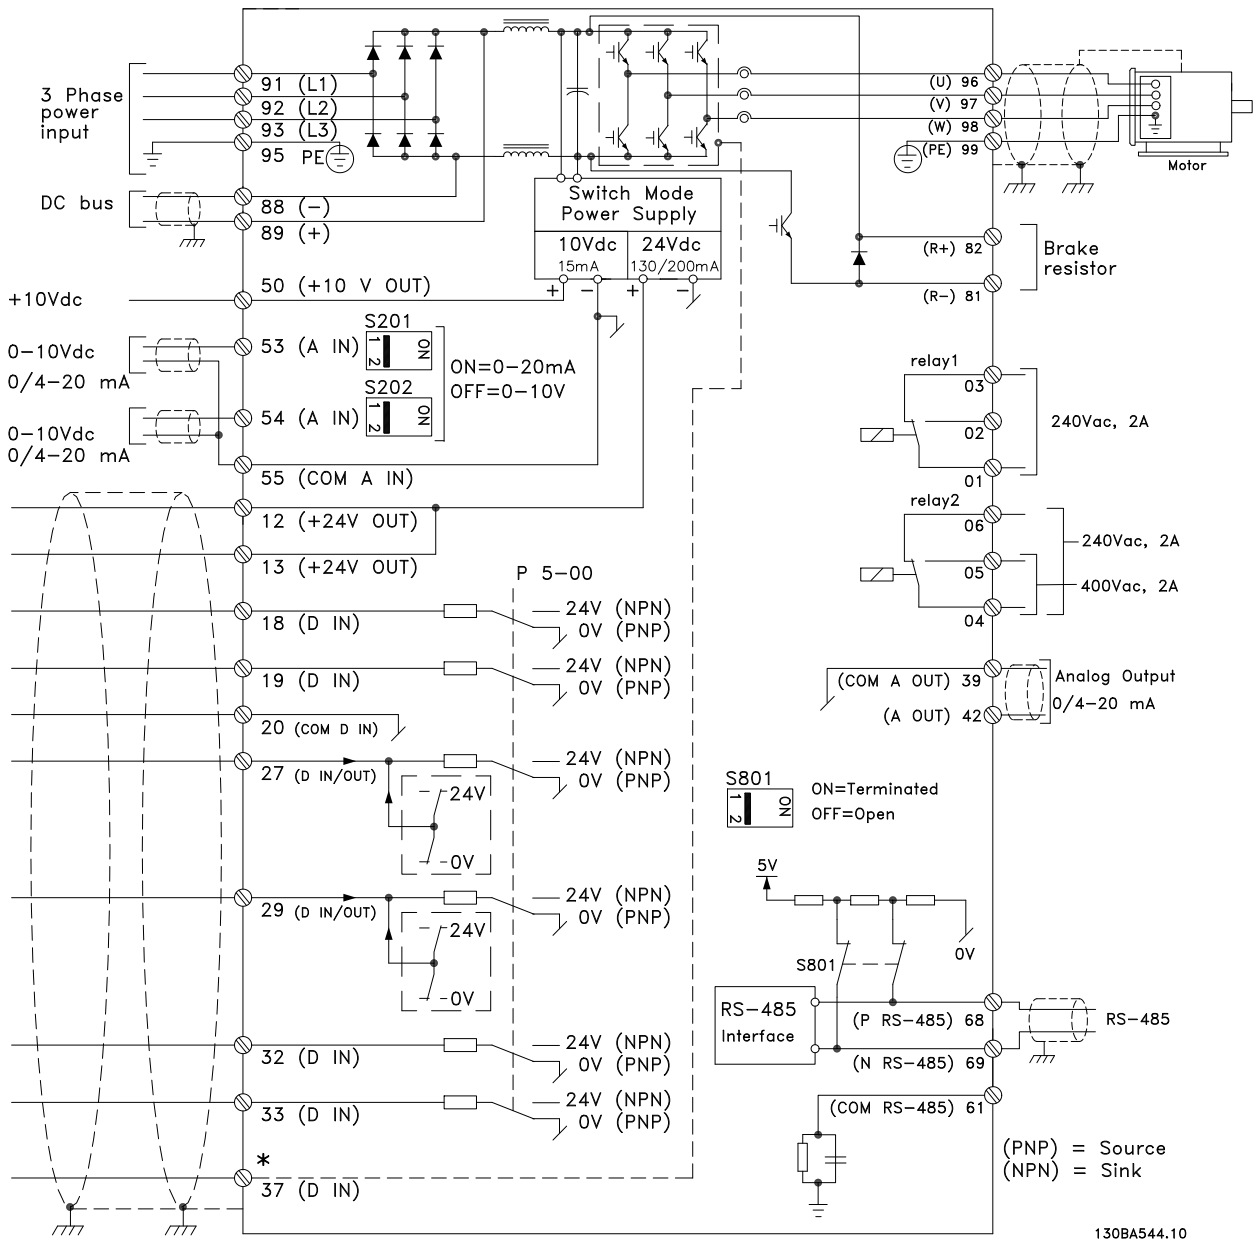 3 Phase
power
input
91 (L1)
92 (L2)
93 (L3)
95 PE
DC bus
88 (−)
89 (+)
Switch Mode
Power Supply
10Vdc
15mA
24Vdc
130/200mA
+ − + −
(U) 96
(V) 97
(W) 98
(PE) 99
Motor
(R+) 82
(R−) 81
Brake
resistor
+10Vdc
50 (+10 V OUT)
0−10Vdc
0/4−20 mA
53 (A IN)
S201
1 2
ON
0−10Vdc
0/4−20 mA
54 (A IN)
S202
1 2
ON
ON=0−20mA
OFF=0−10V
55 (COM A IN)
12 (+24V OUT)
13 (+24V OUT)
P 5−00
18 (D IN)
24V (NPN)
0V (PNP)
19 (D IN)
24V (NPN)
0V (PNP)
20 (COM D IN)
27 (D IN/OUT)
24V (NPN)
0V (PNP)
24V
0V
29 (D IN/OUT)
24V (NPN)
0V (PNP)
24V
0V
32 (D IN)
24V (NPN)
0V (PNP)
33 (D IN)
24V (NPN)
0V (PNP)
*
37 (D IN)
relay1
03
02
01
240Vac, 2A
relay2
06
05
04
240Vac, 2A
400Vac, 2A
(COM A OUT) 39
(A OUT) 42
Analog Output
0/4−20 mA
S801
1 2
ON
ON=Terminated
OFF=Open
5V
0V
S801
RS−485
Interface
(P RS−485) 68
(N RS−485) 69
RS−485
(COM RS−485) 61
(PNP) = Source
(NPN) = Sink
130BA544.10